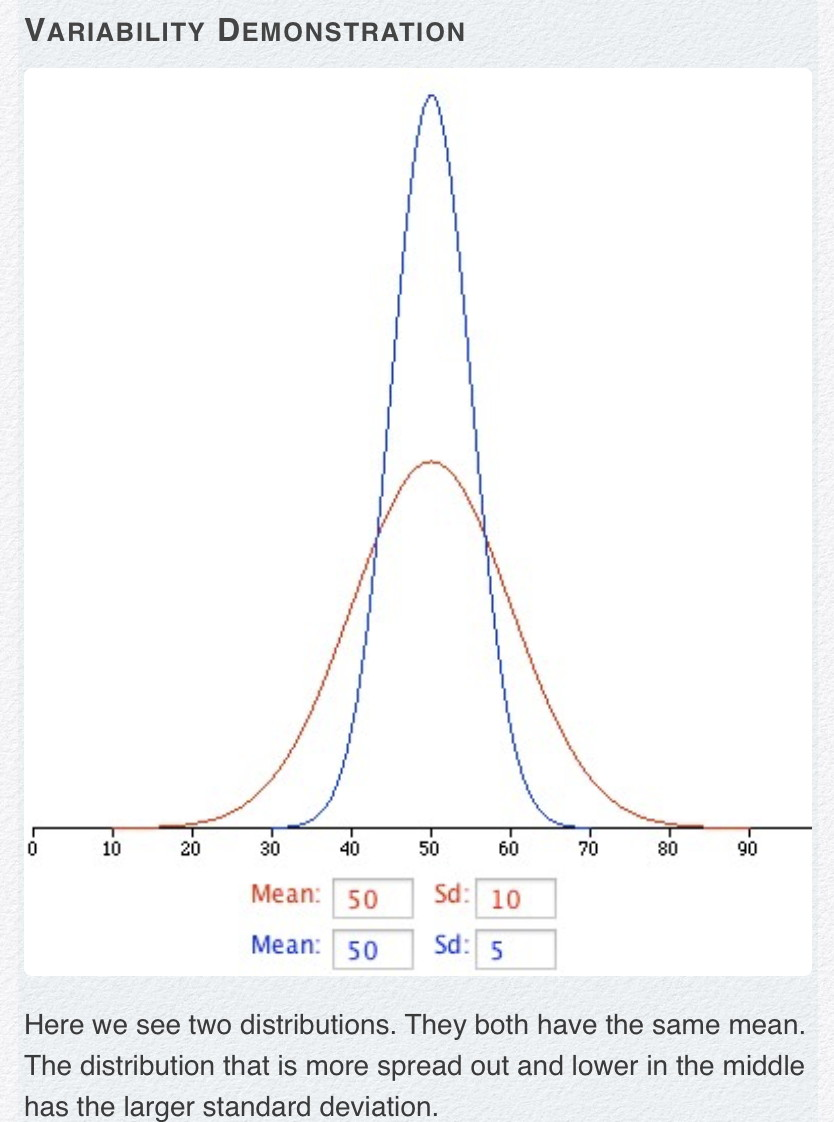 VARIABILITY DEMONSTRATION
0 10 20 30 40 50 60 70 80 90
Mean: 50 Sd: 10
Mean: 50 Sd: 5
Here we see two distributions. They both have the same mean.
The distribution that is more spread out and lower in the middle
has the larger standard deviation.